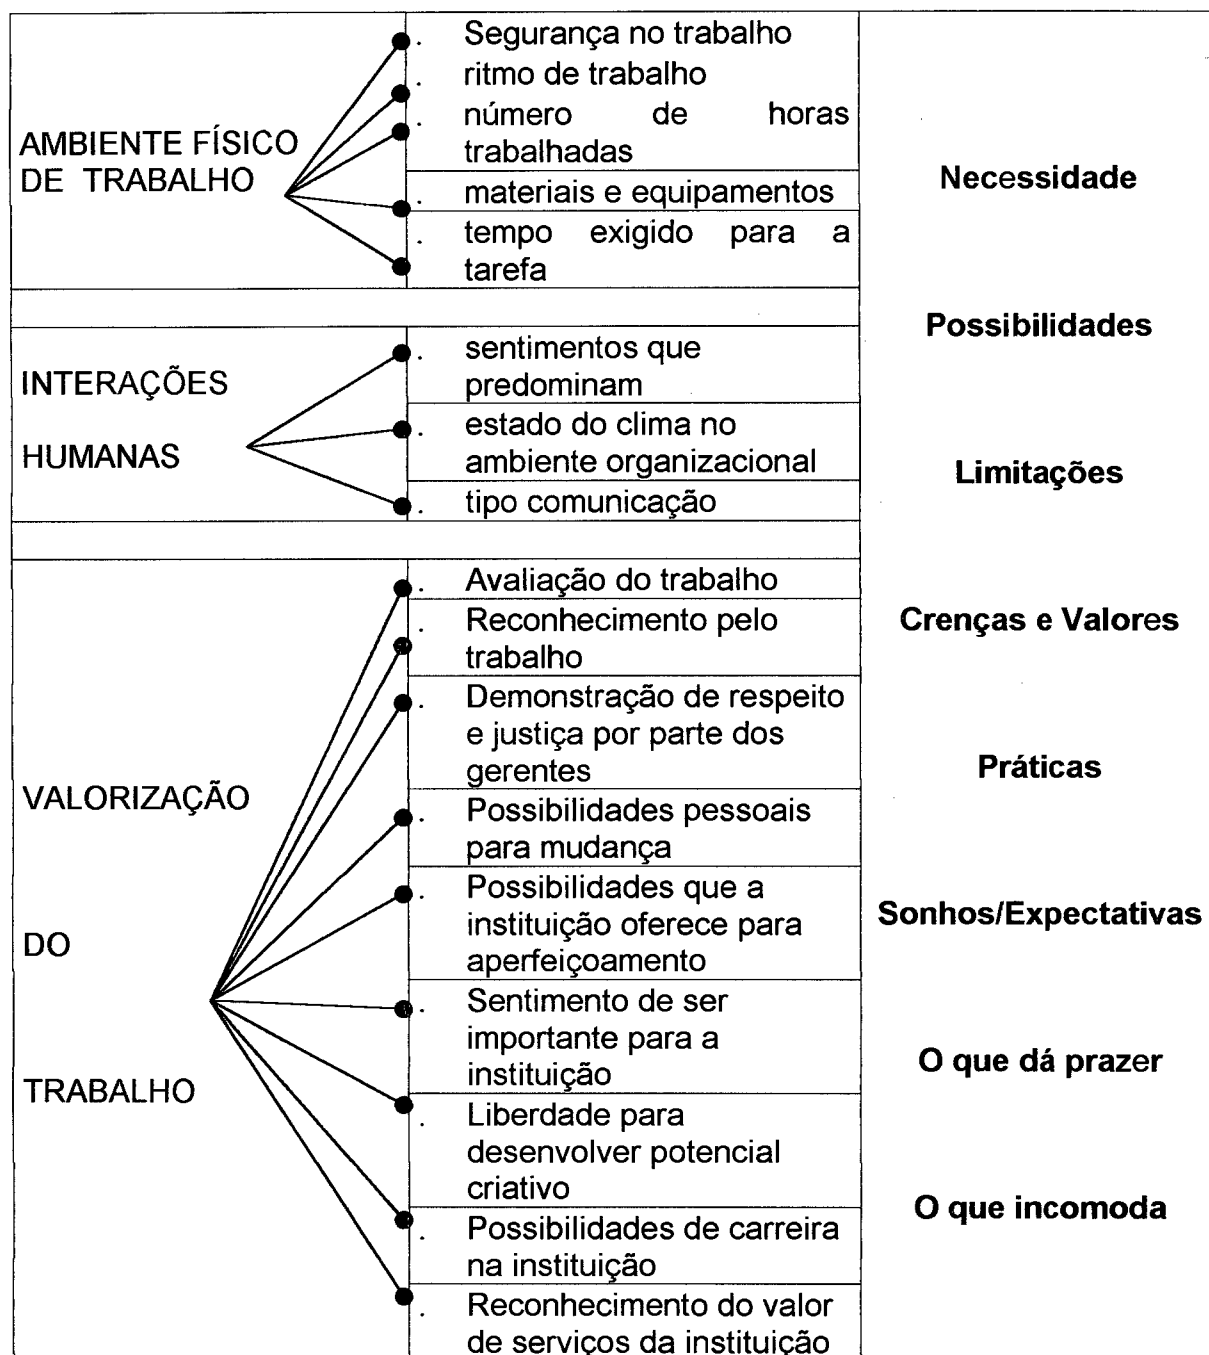 AMBIENTE FÍSICO
DE TRABALHO
. Segurança no trabalho
ritmo de trabalho
. número de horas
trabalhadas
. materiais e equipamentos
. tempo exigido para a
tarefa
INTERAÇÕES
HUMANAS
. sentimentos que
predominam
. estado do clima no
ambiente organizacional
. tipo comunicação
VALORIZAÇÃO
DO
TRABALHO
. Avaliação do trabalho
. Reconhecimento pelo
trabalho
. Demonstração de respeito
e justiça por parte dos
gerentes
. Possibilidades pessoais
para mudança
. Possibilidades que a
instituição oferece para
aperfeiçoamento
. Sentimento de ser
importante para a
instituição
. Liberdade para
desenvolver potencial
criativo
. Possibilidades de carreira
na instituição
. Reconhecimento do valor
de serviços da instituição
Necessidade
Possibilidades
Limitações
Crenças e Valores
Práticas
Sonhos/Expectativas
O que dá prazer
O que incomoda